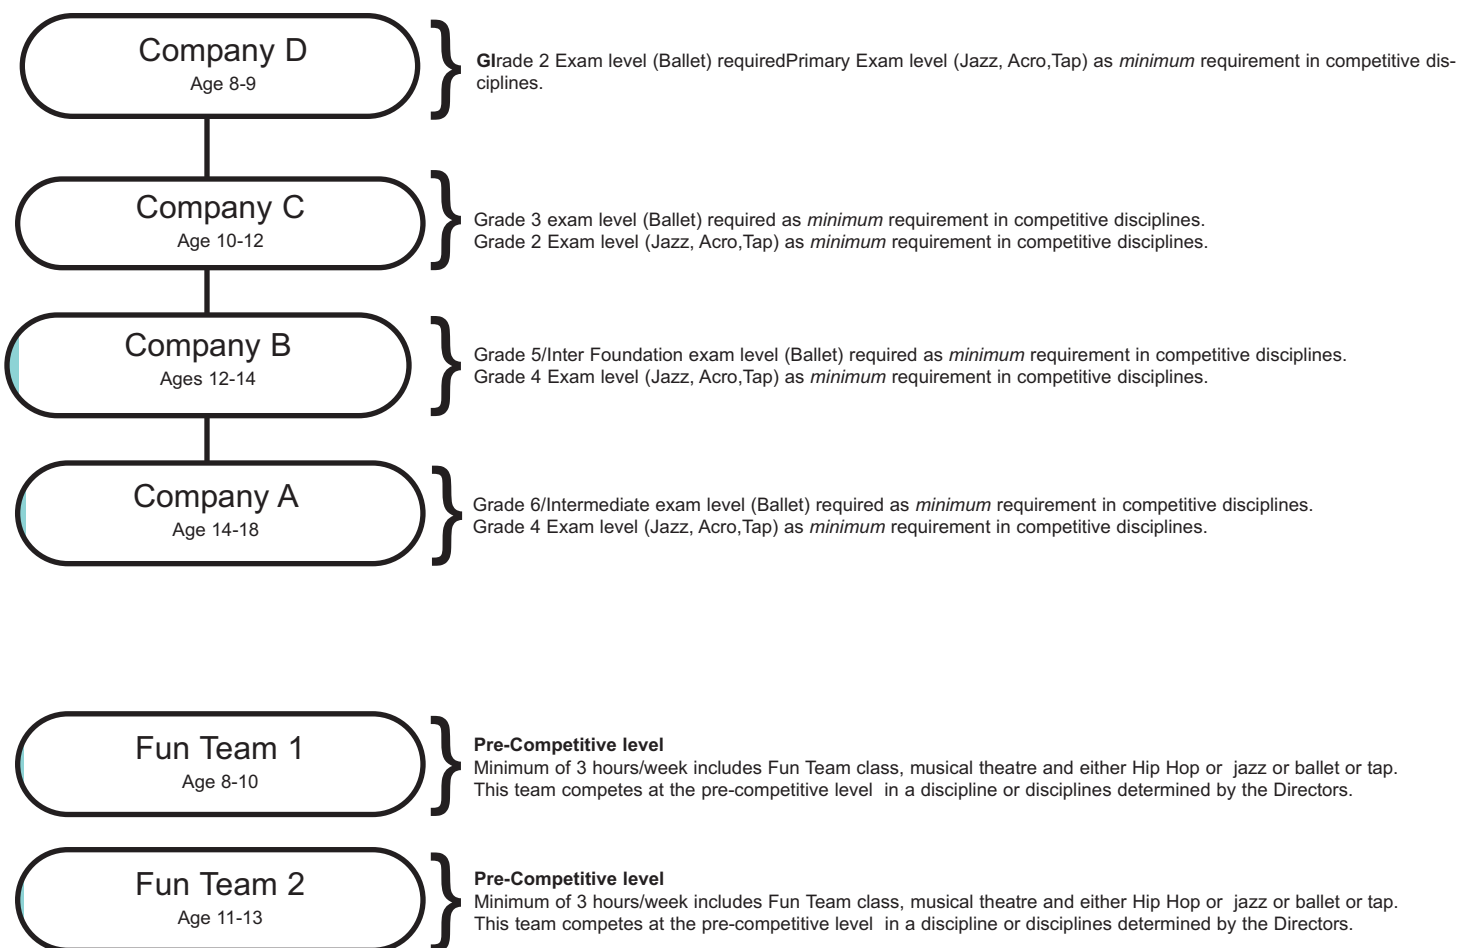 Company D
Age 8-9
GIrade 2 Exam level (Ballet) requiredPrimary Exam level (Jazz, Acro,Tap) as minimum requirement in competitive dis-
ciplines.
Company C
Age 10-12
Grade 3 exam level (Ballet) required as minimum requirement in competitive disciplines.
Grade 2 Exam level (Jazz, Acro,Tap) as minimum requirement in competitive disciplines.
Company B
Ages 12-14
Grade 5/Inter Foundation exam level (Ballet) required as minimum requirement in competitive disciplines.
Grade 4 Exam level (Jazz, Acro,Tap) as minimum requirement in competitive disciplines.
Company A
Age 14-18
Grade 6/Intermediate exam level (Ballet) required as minimum requirement in competitive disciplines.
Grade 4 Exam level (Jazz, Acro,Tap) as minimum requirement in competitive disciplines.
Fun Team 1
Age 8-10
Pre-Competitive level
Minimum of 3 hours/week includes Fun Team class, musical theatre and either Hip Hop or jazz or ballet or tap.
This team competes at the pre-competitive level in a discipline or disciplines determined by the Directors.
Fun Team 2
Age 11-13
Pre-Competitive level
Minimum of 3 hours/week includes Fun Team class, musical theatre and either Hip Hop or jazz or ballet or tap.
This team competes at the pre-competitive level in a discipline or disciplines determined by the Directors.